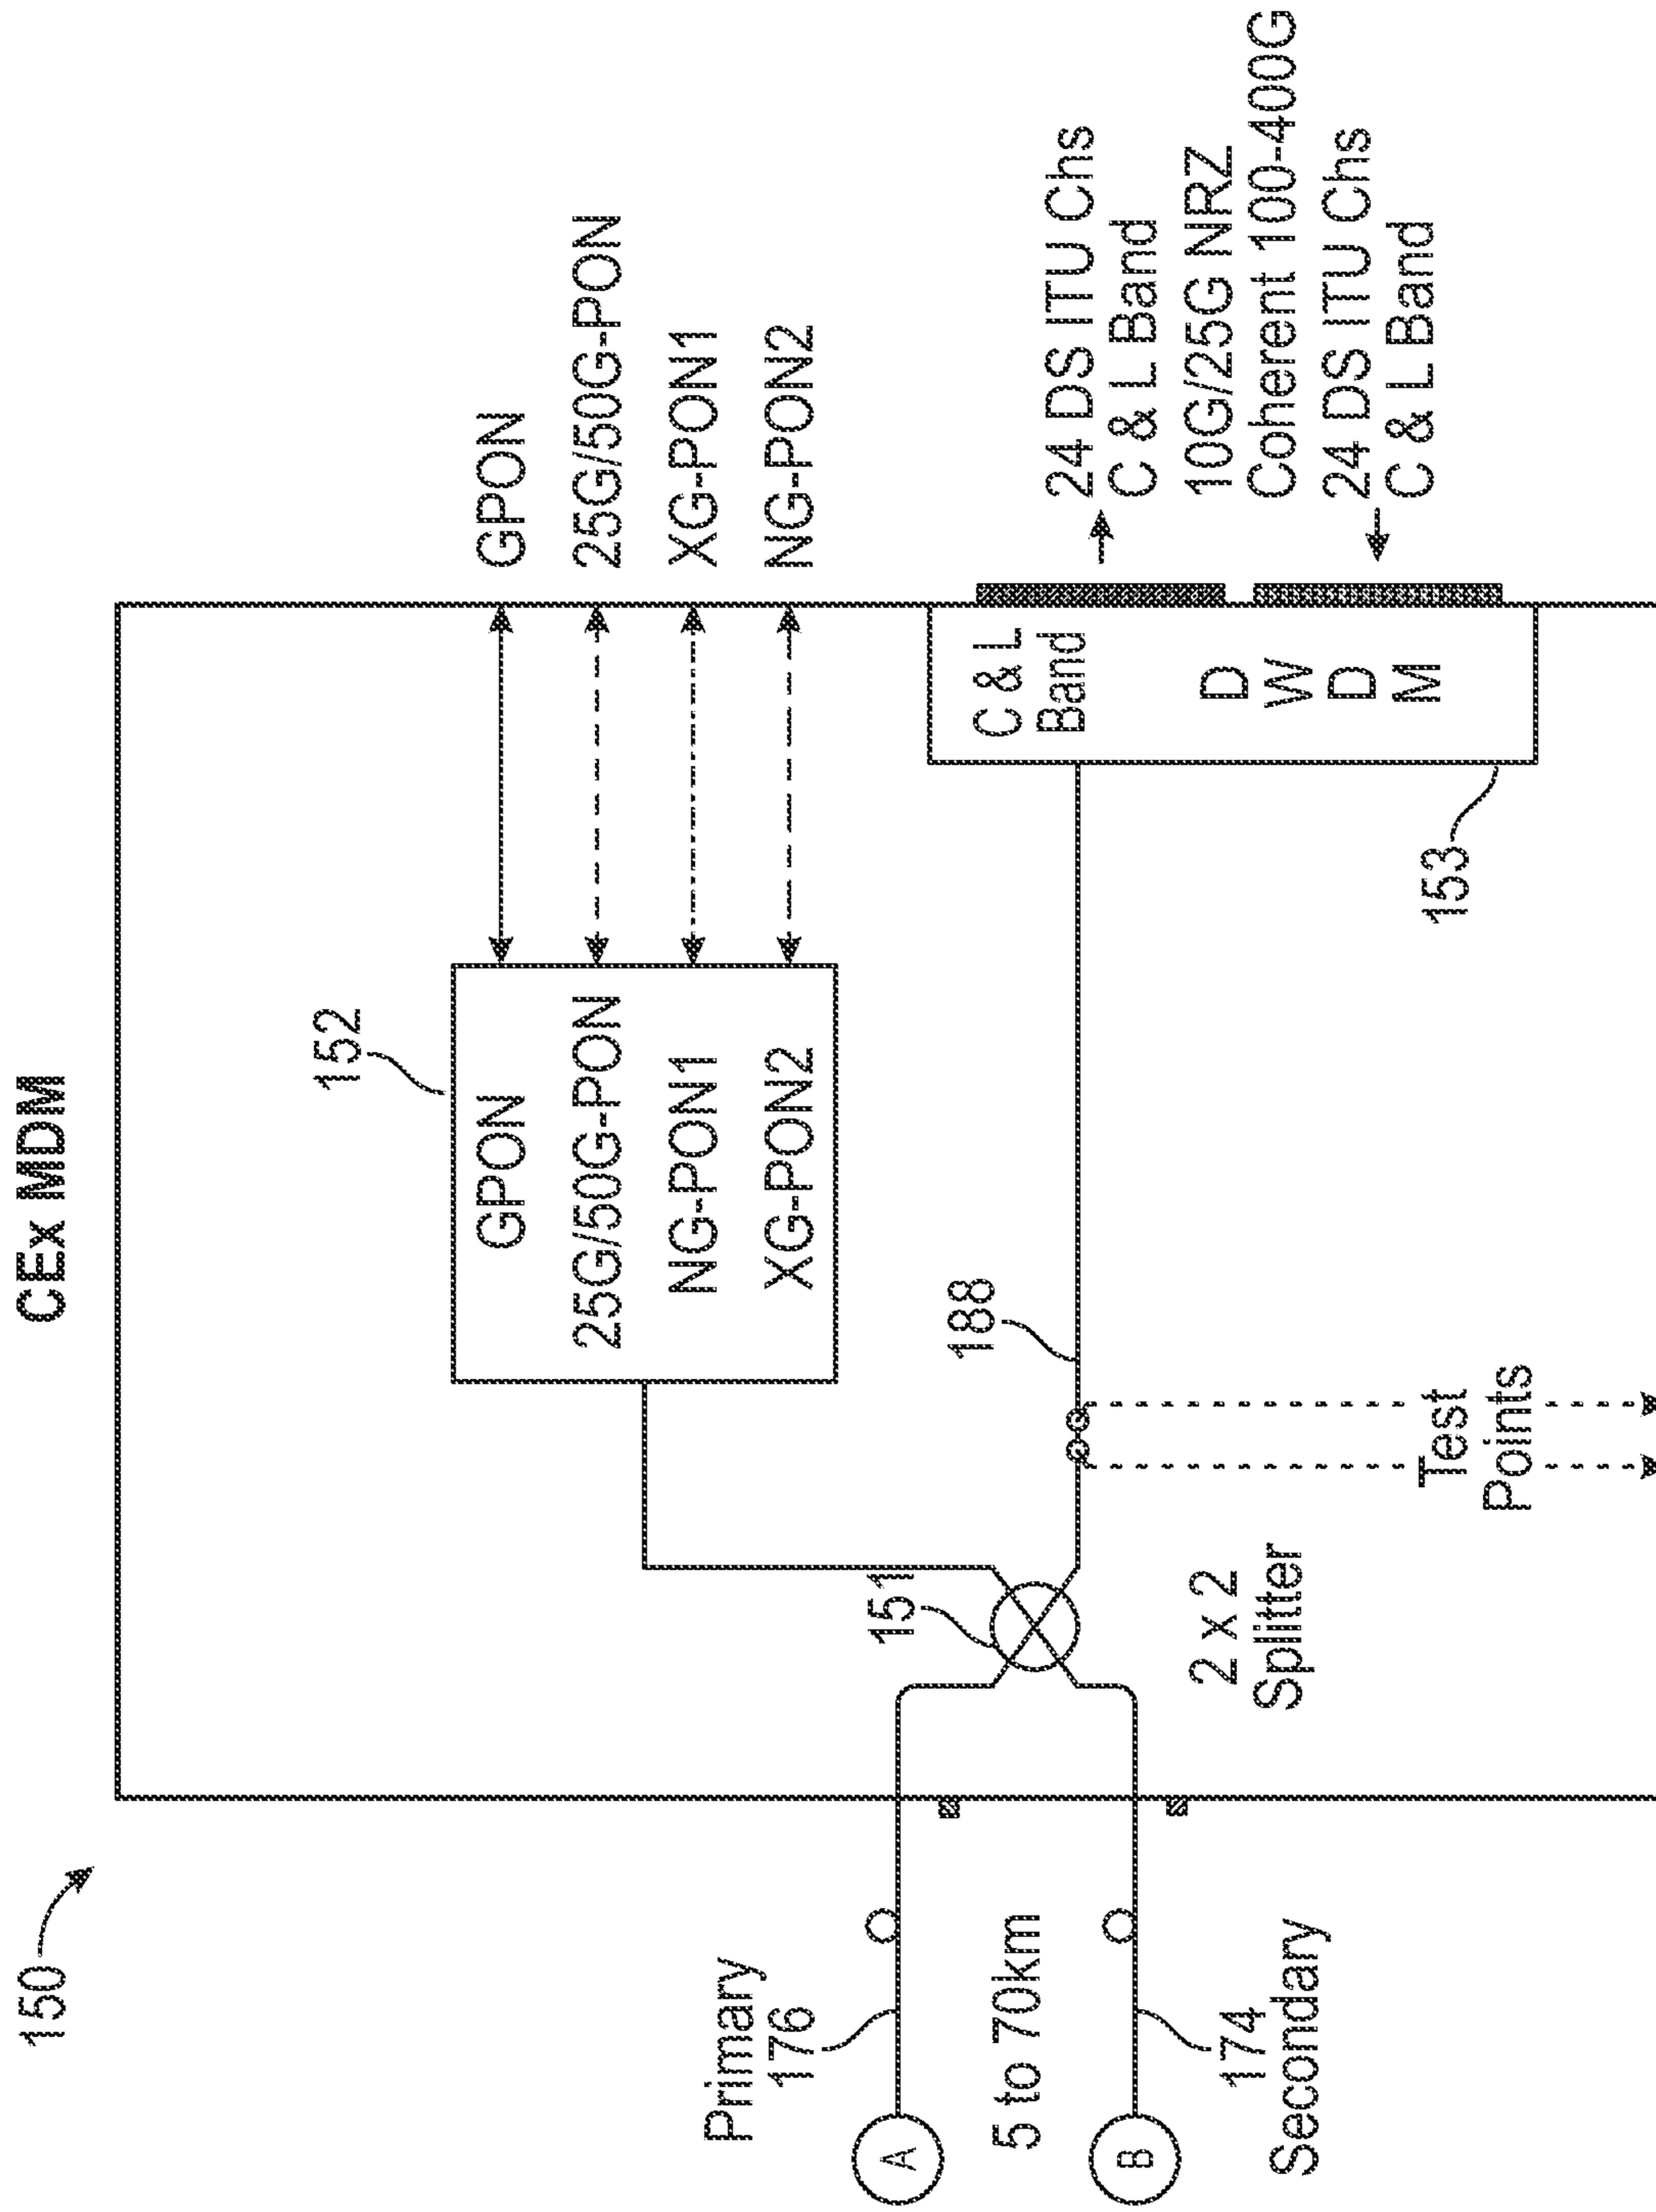 150
CEx MDM
Primary
176
A
5 to 70km
B
174
Secondary
151
2 x 2
Splitter
188
Test
Points
152
GPON
25G/50G-PON
NG-PON1
XG-PON2
GPON
25G/50G-PON
XG-PON1
NG-PON2
C & L
Band
D
W
D
M
153
24 DS ITU Chs
C & L Band
10G/25G NRZ
Coherent 100-400G
24 DS ITU Chs
C & L Band